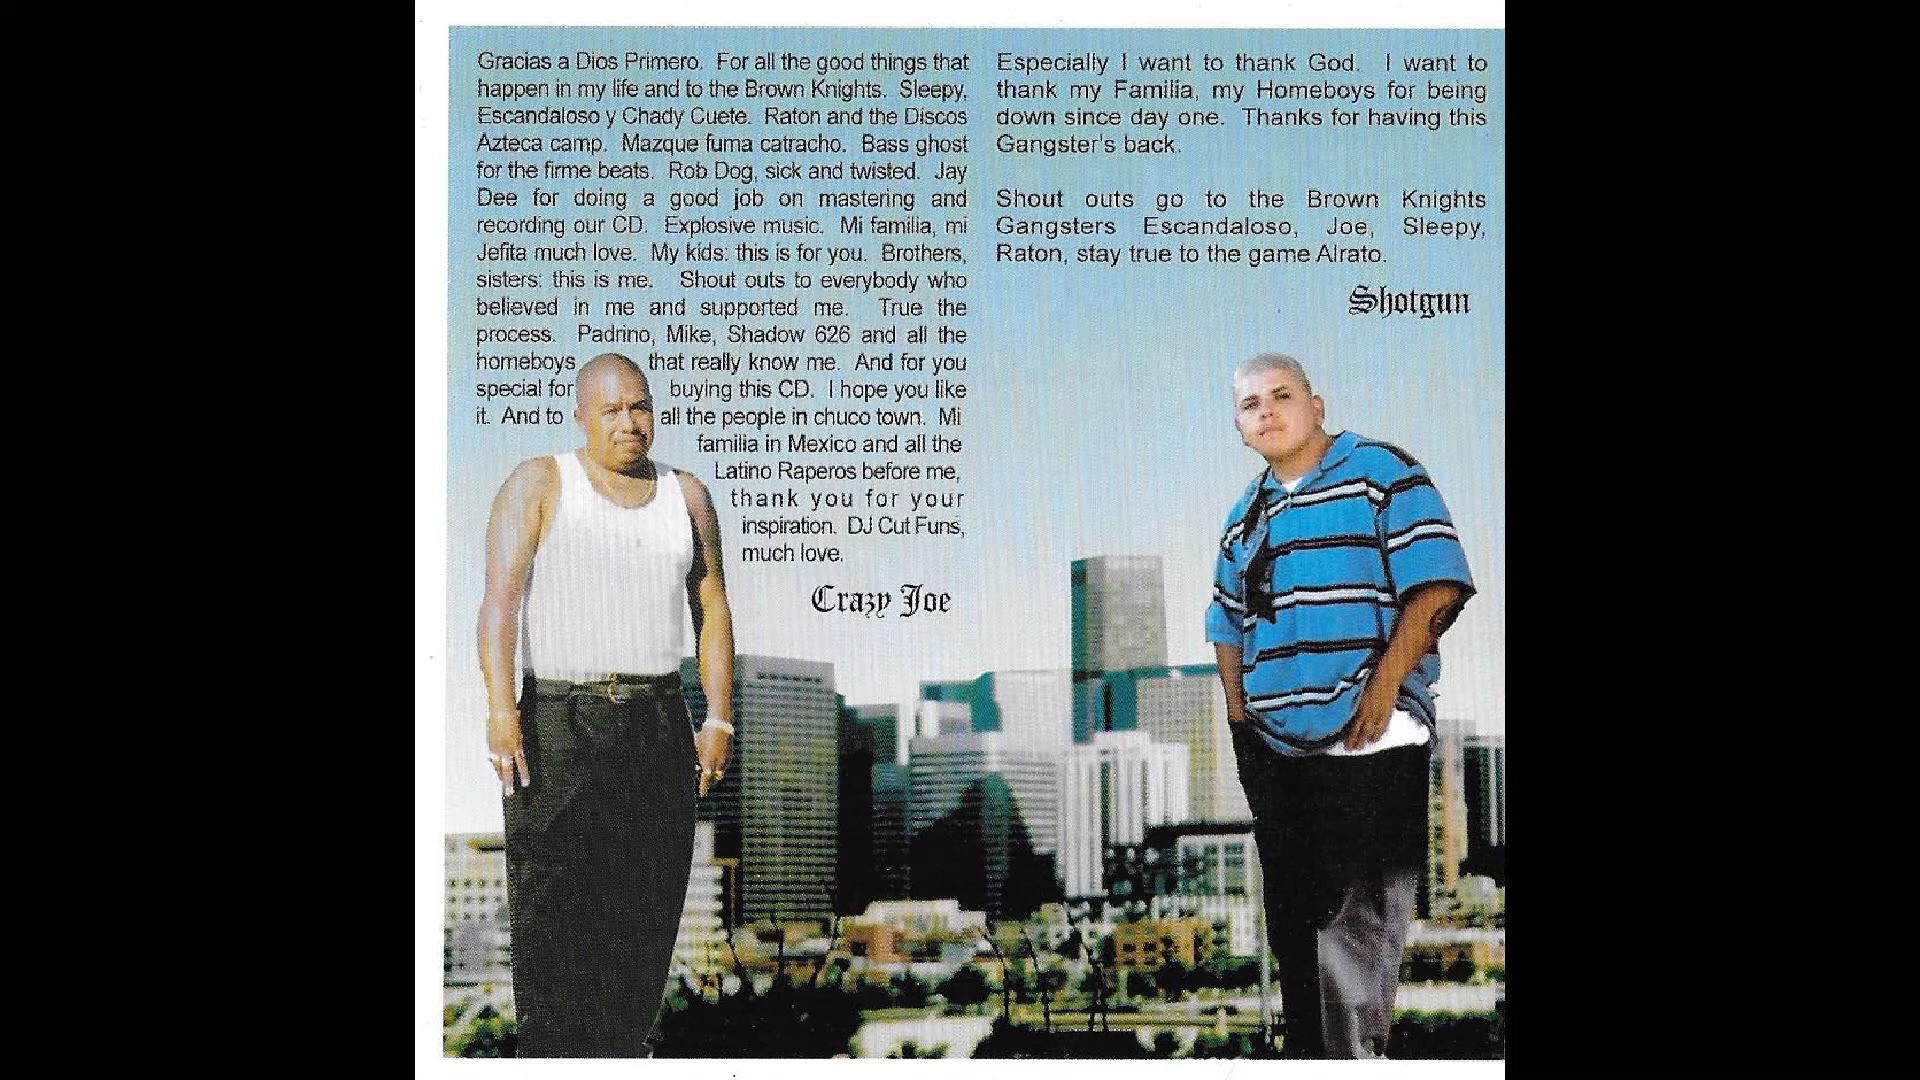 Gracias a Dios Primero. For all the good things that
happen in my life and to the Brown Knights. Sleepy,
Escandaloso y Chady Cuete. Raton and the Discos
Azteca camp. Mazque fuma catracho. Bass ghost
for the firme beats. Rob Dog, sick and twisted. Jay
Dee for doing a good job on mastering and
recording our CD. Explosive music. Mi familia, mi
Jefita much love. My kids: this is for you. Brothers,
sisters: this is me. Shout outs to everybody who
believed in me and supported me. True the
process. Padrino, Mike, Shadow 626 and all the
homeboys that really know me. And for you
special for buying this CD. I hope you like
it. And to all the people in chuco town. Mi
familia in Mexico and all the
Latino Raperos before me,
thank you for your
inspiration. DJ Cut Funs,
much love.
Crazy Joe
Especially I want to thank God. I want to
thank my Familia, my Homeboys for being
down since day one. Thanks for having this
Gangster's back.
Shout outs go to the Brown Knights
Gangsters Escandaloso, Joe, Sleepy,
Raton, stay true to the game Alrato.
Shotgun